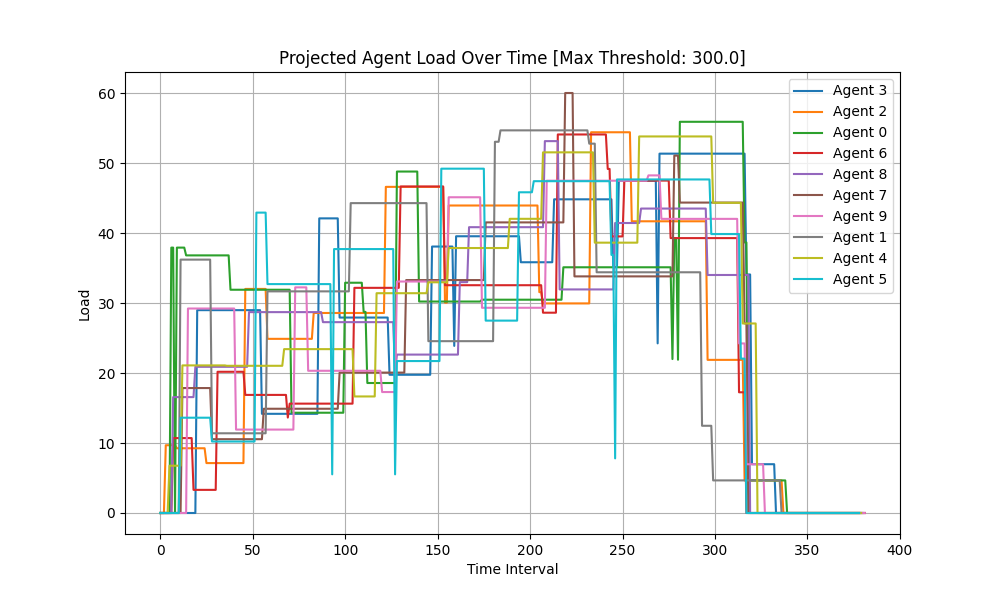 Projected Agent Load Over Time [Max Threshold: 300.0]
Load
60
50
40
30
20
10
0
0 50 100 150 200 250 300 350 400
Time Interval
Agent 3
Agent 2
Agent 0
Agent 6
Agent 8
Agent 7
Agent 9
Agent 1
Agent 4
Agent 5